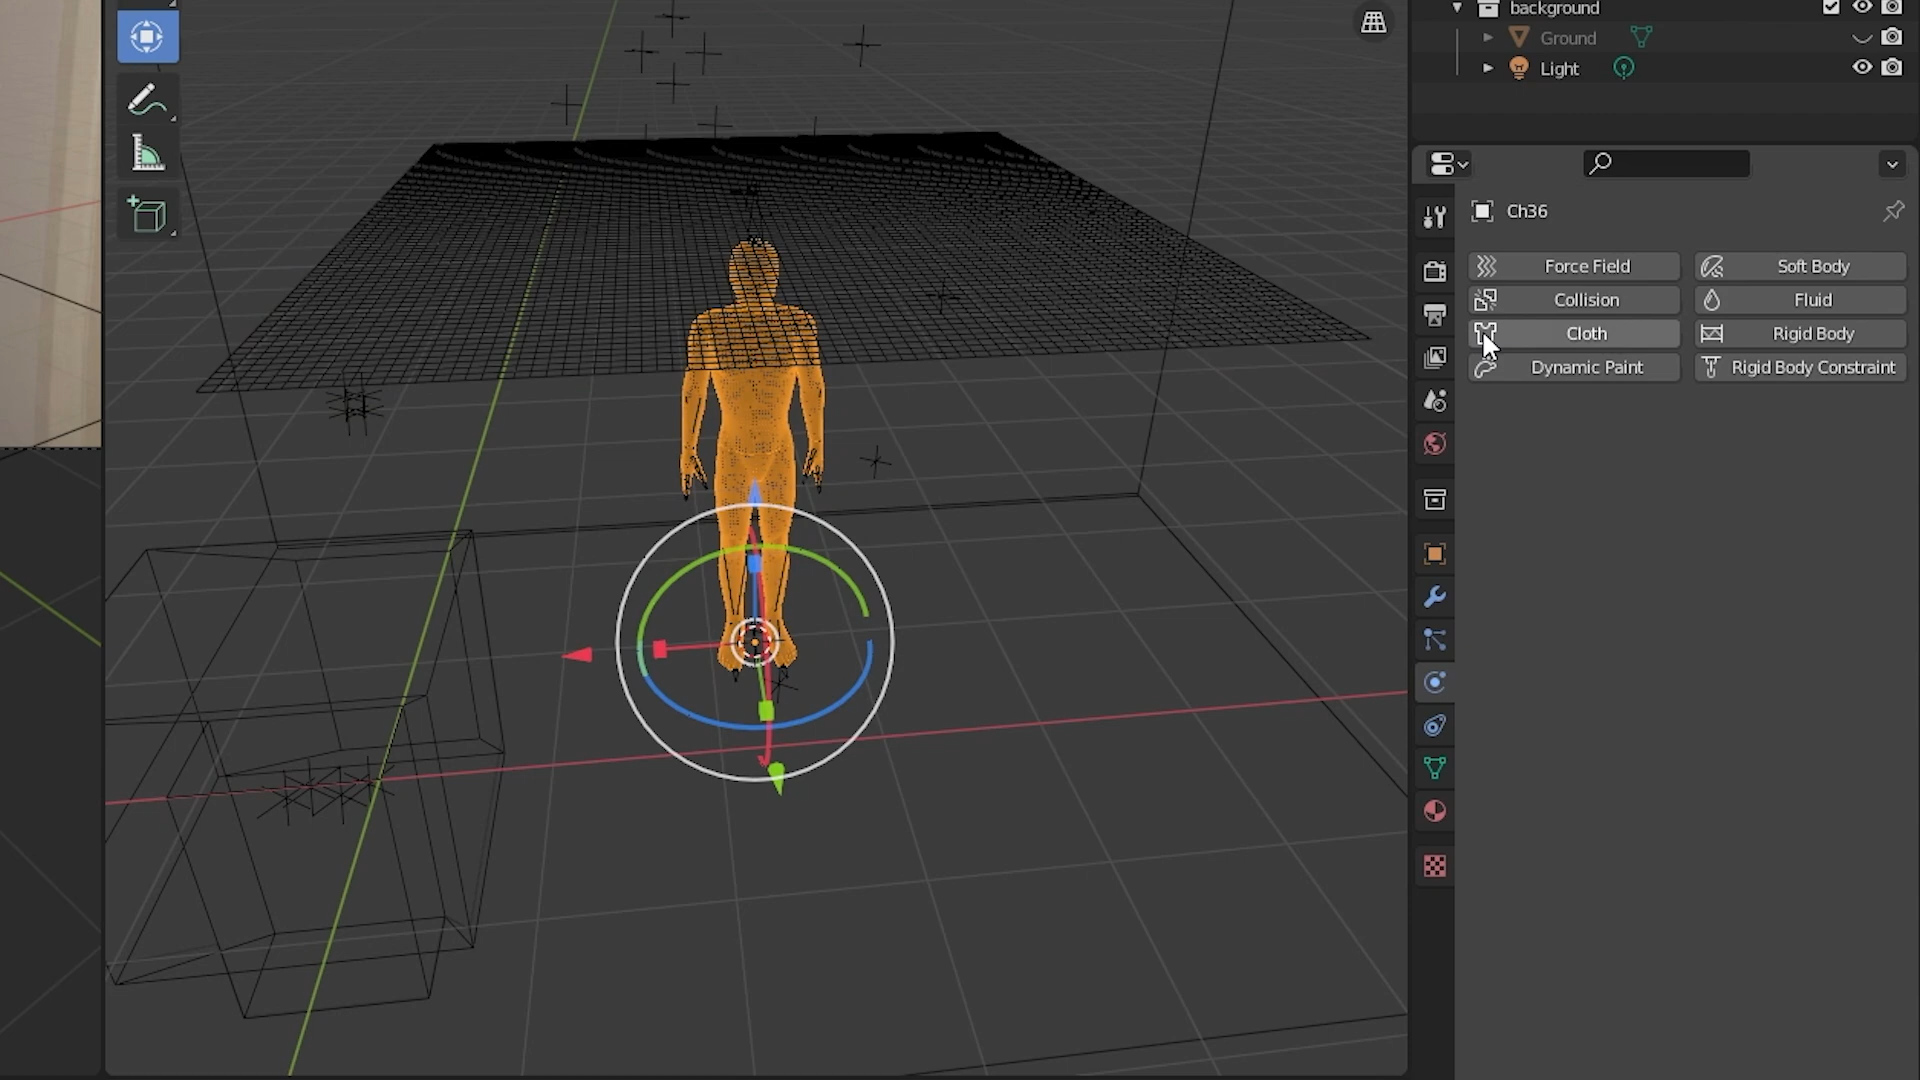 background
Ground
Light
Ch36
Force Field
Soft Body
Collision
Fluid
Cloth
Rigid Body
Dynamic Paint
Rigid Body Constraint